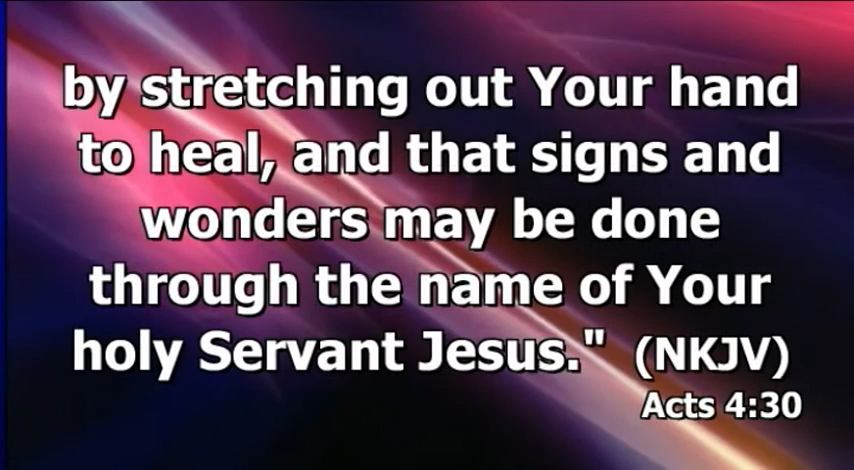 by stretching out Your hand
to heal, and that signs and
wonders may be done
through the name of Your
holy Servant Jesus." (NKJV)
Acts 4:30